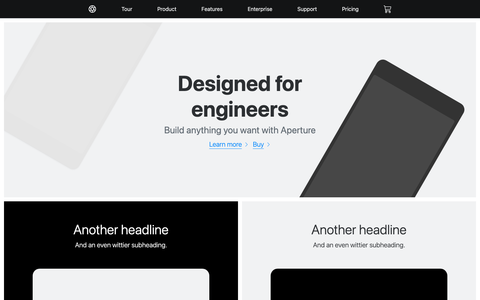 Tour Product Features Enterprise Support Pricing
Designed for
engineers
Build anything you want with Aperture
Learn more Buy
Another headline
And an even wittier subheading.
Another headline
And an even wittier subheading.